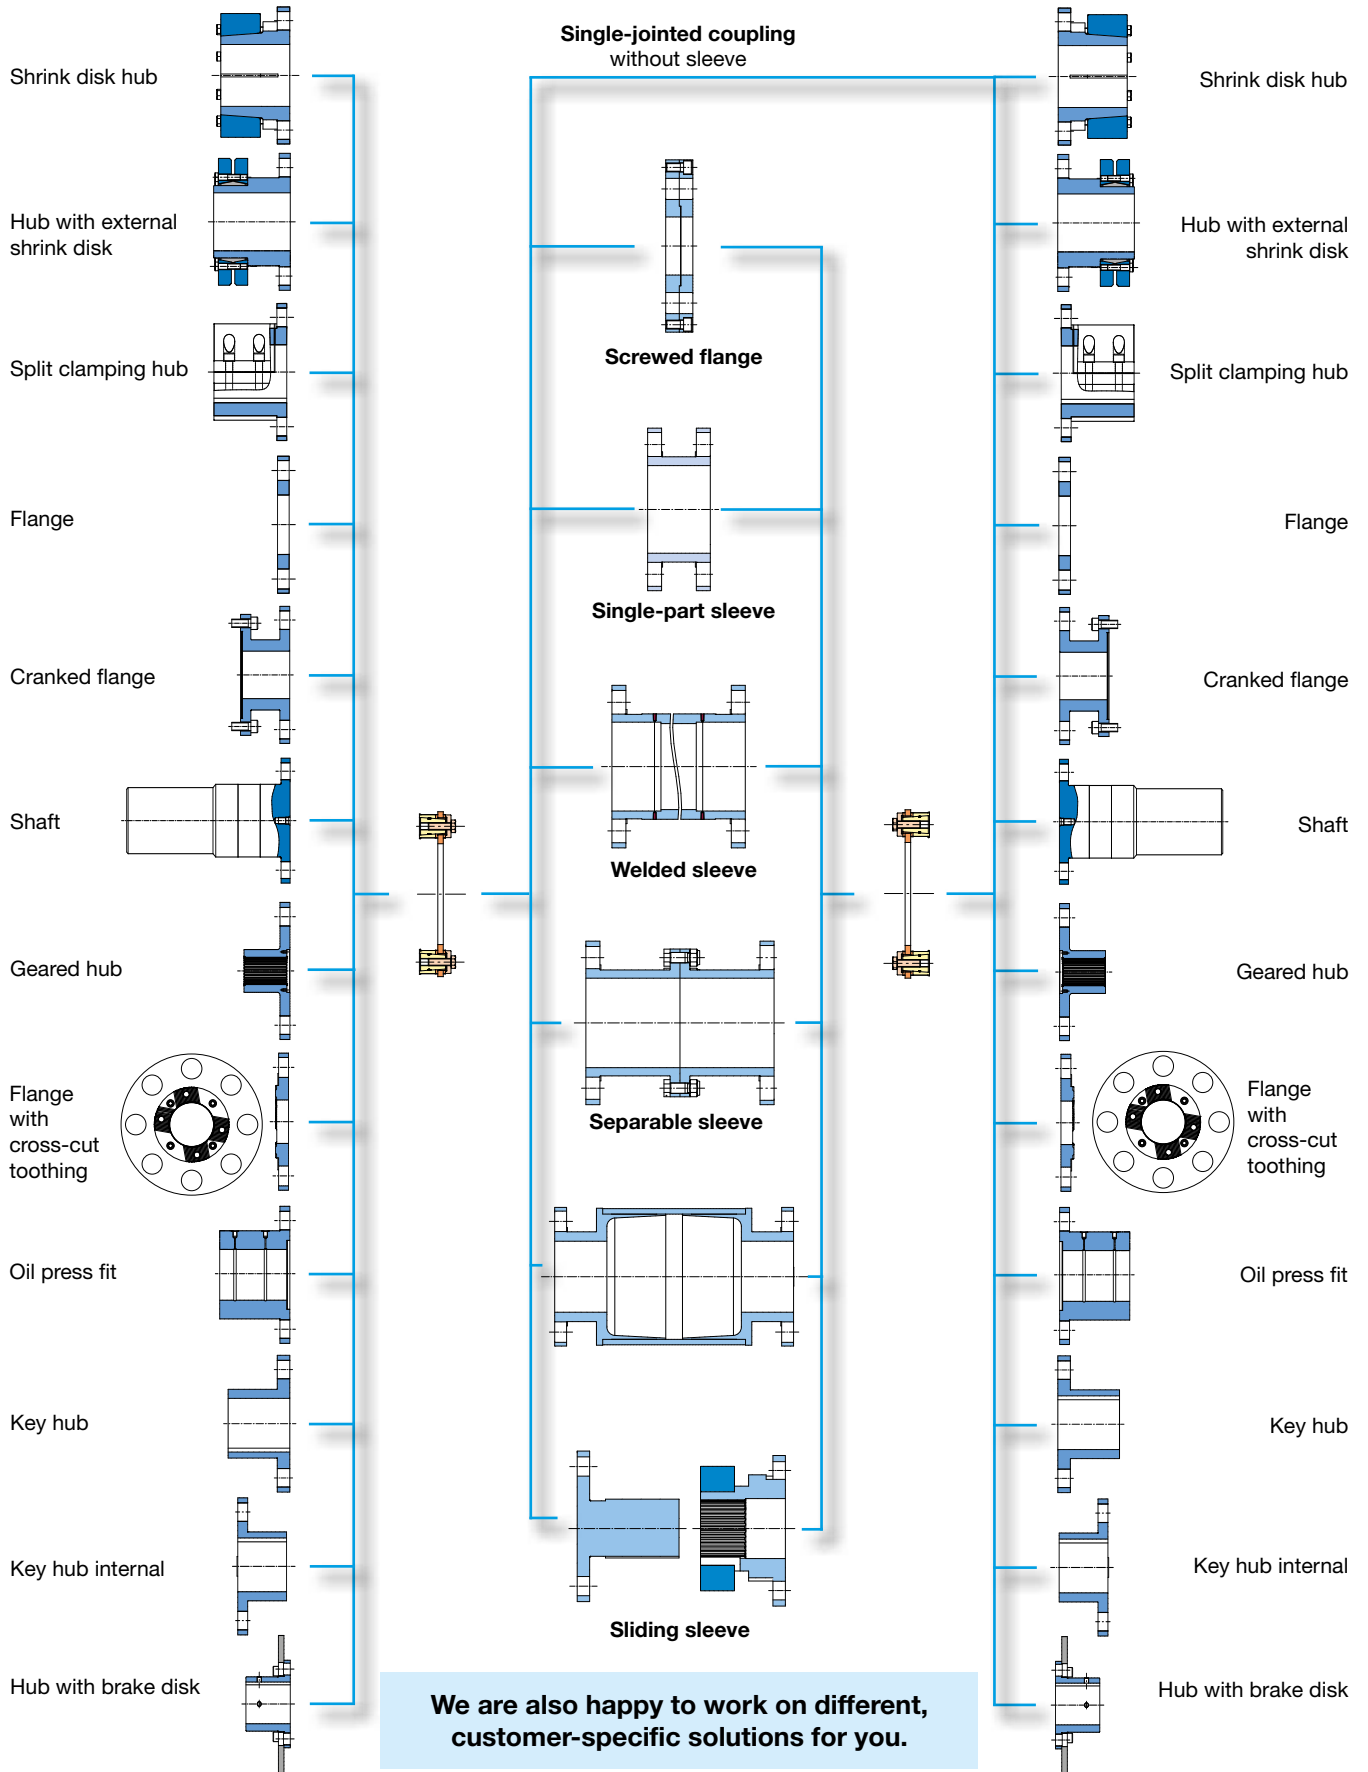 Single-jointed coupling
without sleeve
Shrink disk hub
Hub with external
shrink disk
Split clamping hub
Flange
Cranked flange
Shaft
Geared hub
Flange
with
cross-cut
toothing
Oil press fit
Key hub
Key hub internal
Hub with brake disk
Screwed flange
Single-part sleeve
Welded sleeve
Separable sleeve
Sliding sleeve
Shrink disk hub
Hub with external
shrink disk
Split clamping hub
Flange
Cranked flange
Shaft
Geared hub
Flange
with
cross-cut
toothing
Oil press fit
Key hub
Key hub internal
Hub with brake disk
We are also happy to work on different,
customer-specific solutions for you.